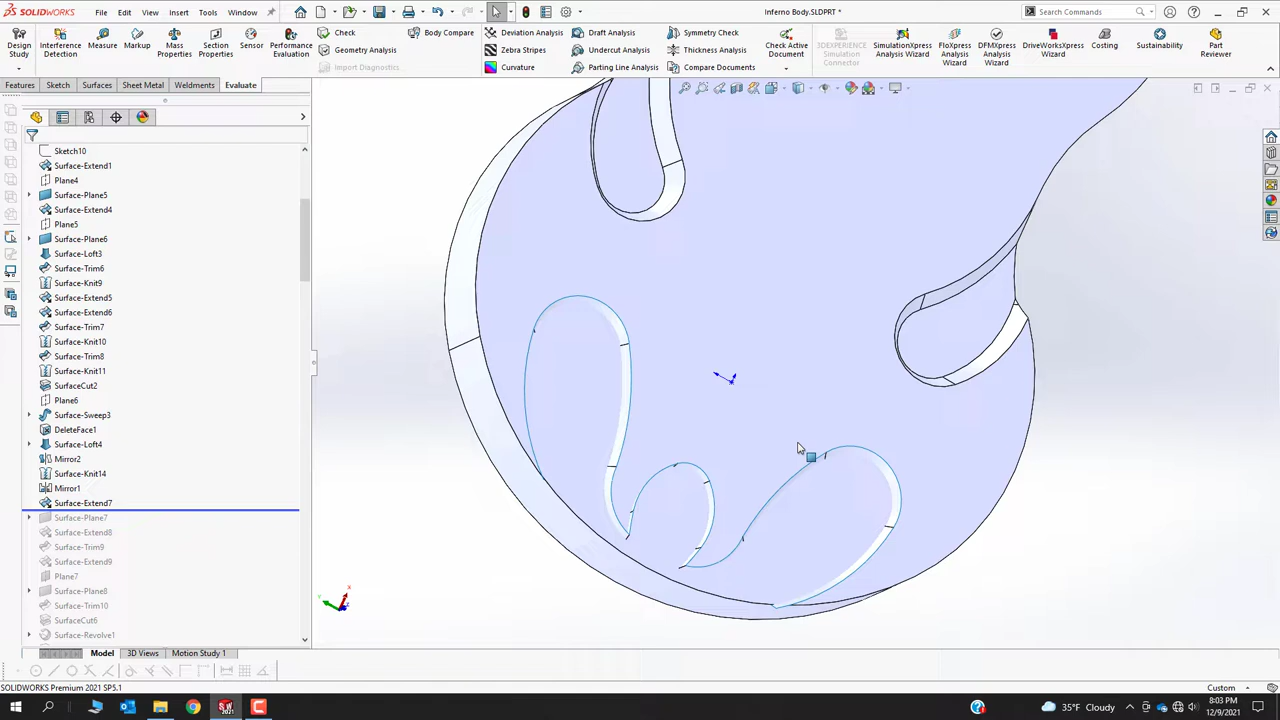 SOLIDWORKS File Edit View Insert Tools Window Inferno Body.SLDPRT * Search Commands
Design Study Interference Detection Measure Markup Mass Properties Section Properties Sensor Performance Evaluation
Check Body Compare
Geometry Analysis
Import Diagnostics
Deviation Analysis Draft Analysis Symmetry Check
Zebra Stripes Undercut Analysis Thickness Analysis
Curvature Parting Line Analysis Compare Documents
Check Active Document 3DEXPERIENCE Simulation Connector SimulationXpress Analysis Wizard FloXpress Analysis Wizard DFMXpress Analysis Wizard DriveWorksXpress Wizard Costing Sustainability Part Reviewer
Features Sketch Surfaces Sheet Metal Weldments Evaluate
Sketch10
Surface-Extend1
Plane4
Surface-Plane5
Surface-Extend4
Plane5
Surface-Plane6
Surface-Loft3
Surface-Trim6
Surface-Knit9
Surface-Extend5
Surface-Extend6
Surface-Trim7
Surface-Knit10
Surface-Trim8
Surface-Knit11
SurfaceCut2
Plane6
Surface-Sweep3
DeleteFace1
Surface-Loft4
Mirror2
Surface-Knit14
Mirror1
Surface-Extend7
Surface-Plane7
Surface-Extend8
Surface-Trim9
Surface-Extend9
Plane7
Surface-Plane8
Surface-Trim10
SurfaceCut6
Surface-Revolve1
Model 3D Views Motion Study 1
SOLIDWORKS Premium 2021 SP5.1 Custom
35°F Cloudy 8:03 PM
12/9/2021